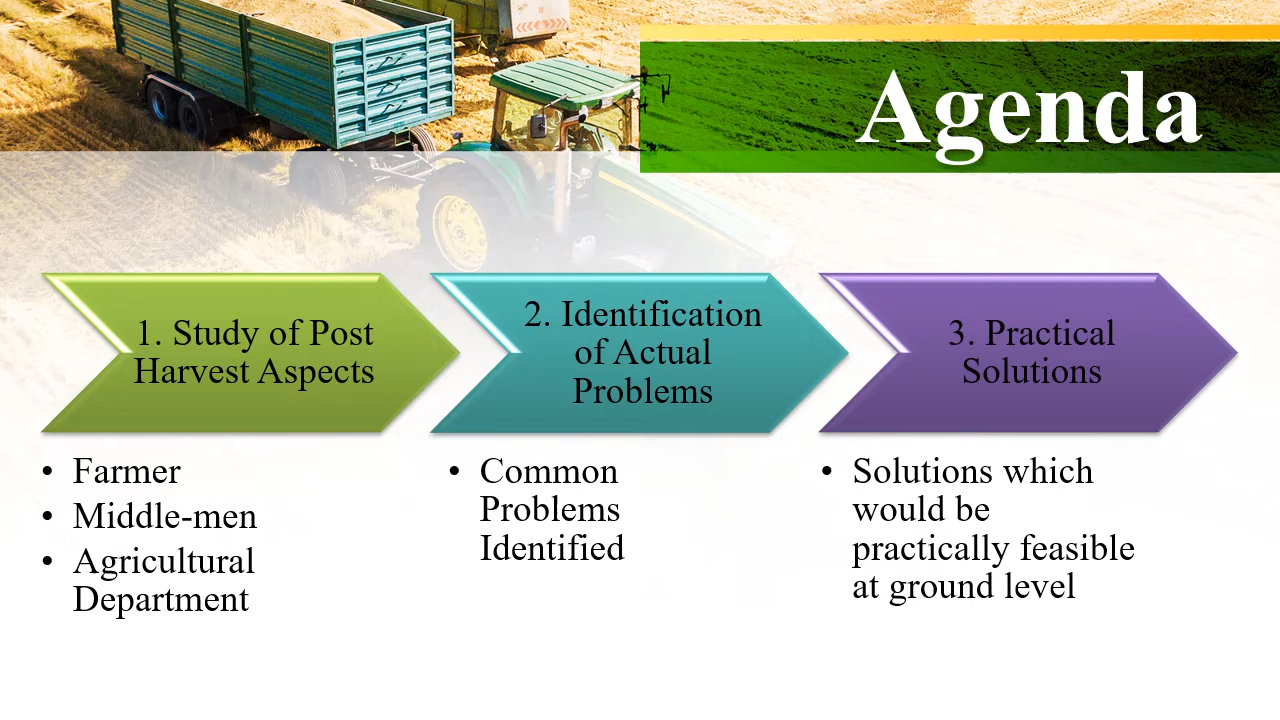 Agenda
1. Study of Post
Harvest Aspects
2. Identification
of Actual
Problems
3. Practical
Solutions
• Farmer
• Middle-men
• Agricultural
Department
• Common
Problems
Identified
• Solutions which
would be
practically feasible
at ground level